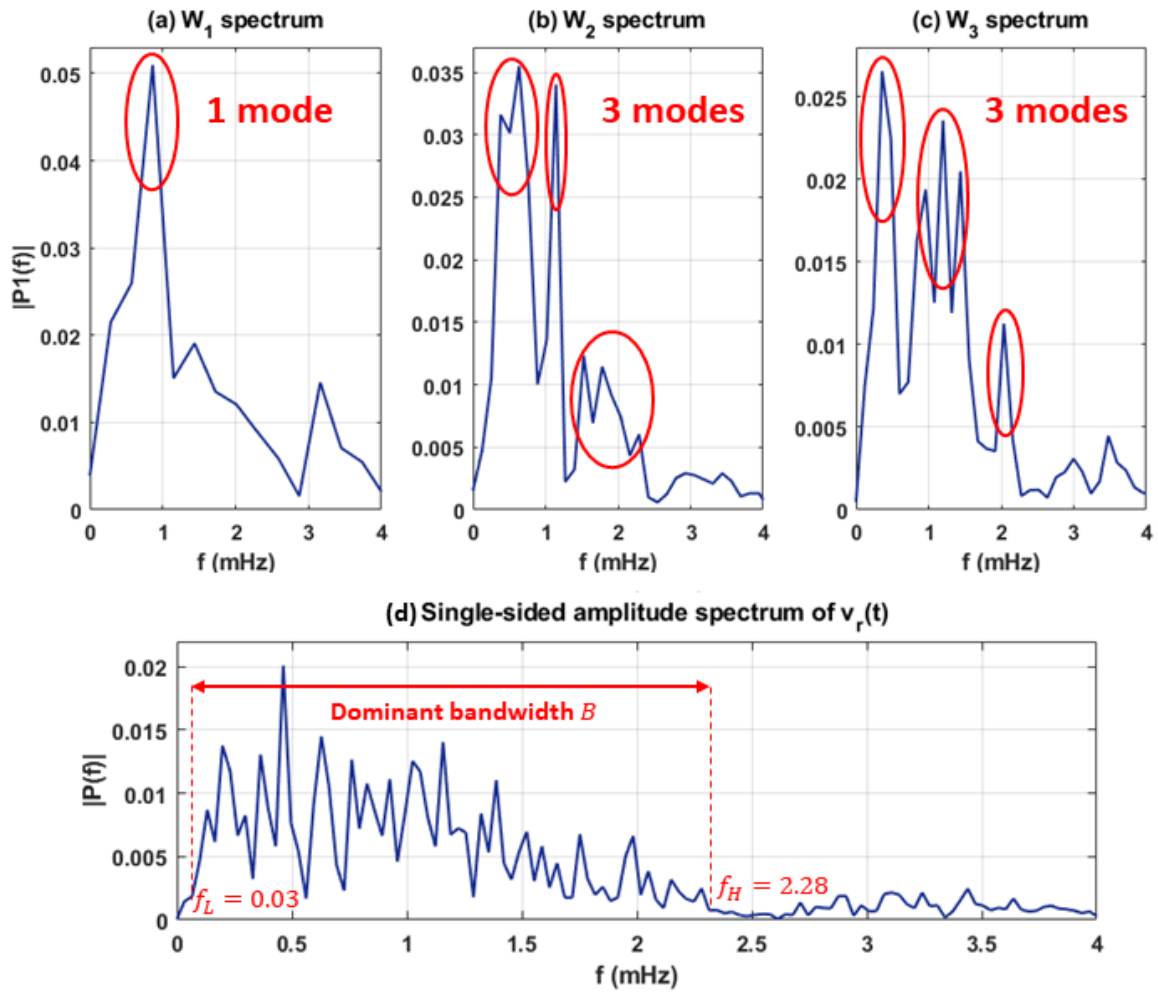 (a) W1 spectrum
(b) W2 spectrum
(c) W3 spectrum
1 mode
3 modes
3 modes
|P1(f)|
0.05
0.04
0.03
0.02
0.01
0
0 1 2 3 4
f (mHz)
0.035
0.03
0.025
0.02
0.015
0.01
0.005
0
0 1 2 3 4
f (mHz)
0.025
0.02
0.015
0.01
0.005
0
0 1 2 3 4
f (mHz)
(d) Single-sided amplitude spectrum of vr(t)
|P(f)|
0.02
0.015
0.01
0.005
0
Dominant bandwidth B
fL = 0.03
fH = 2.28
0 0.5 1 1.5 2 2.5 3 3.5 4
f (mHz)